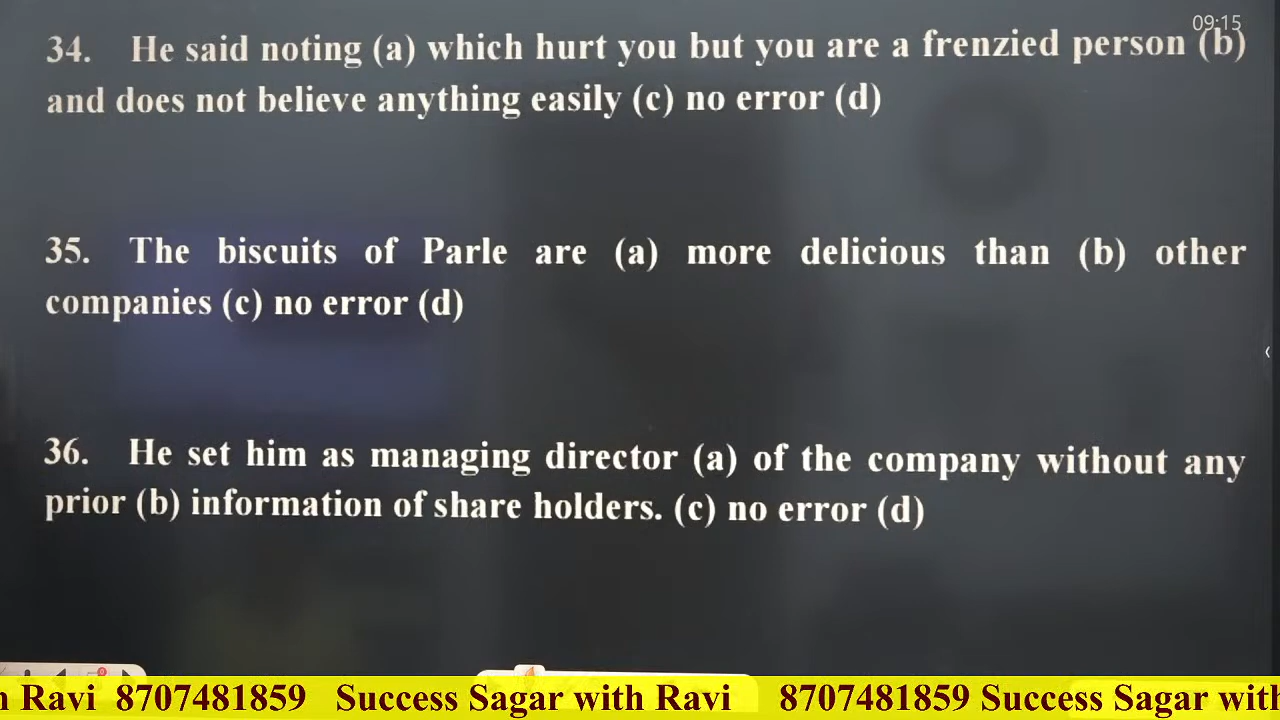 09:15
34. He said noting (a) which hurt you but you are a frenzied person (b)
and does not believe anything easily (c) no error (d)
35. The biscuits of Parle are (a) more delicious than (b) other
companies (c) no error (d)
36. He set him as managing director (a) of the company without any
prior (b) information of share holders. (c) no error (d)
Ravi 8707481859 Success Sagar with Ravi 8707481859 Success Sagar with